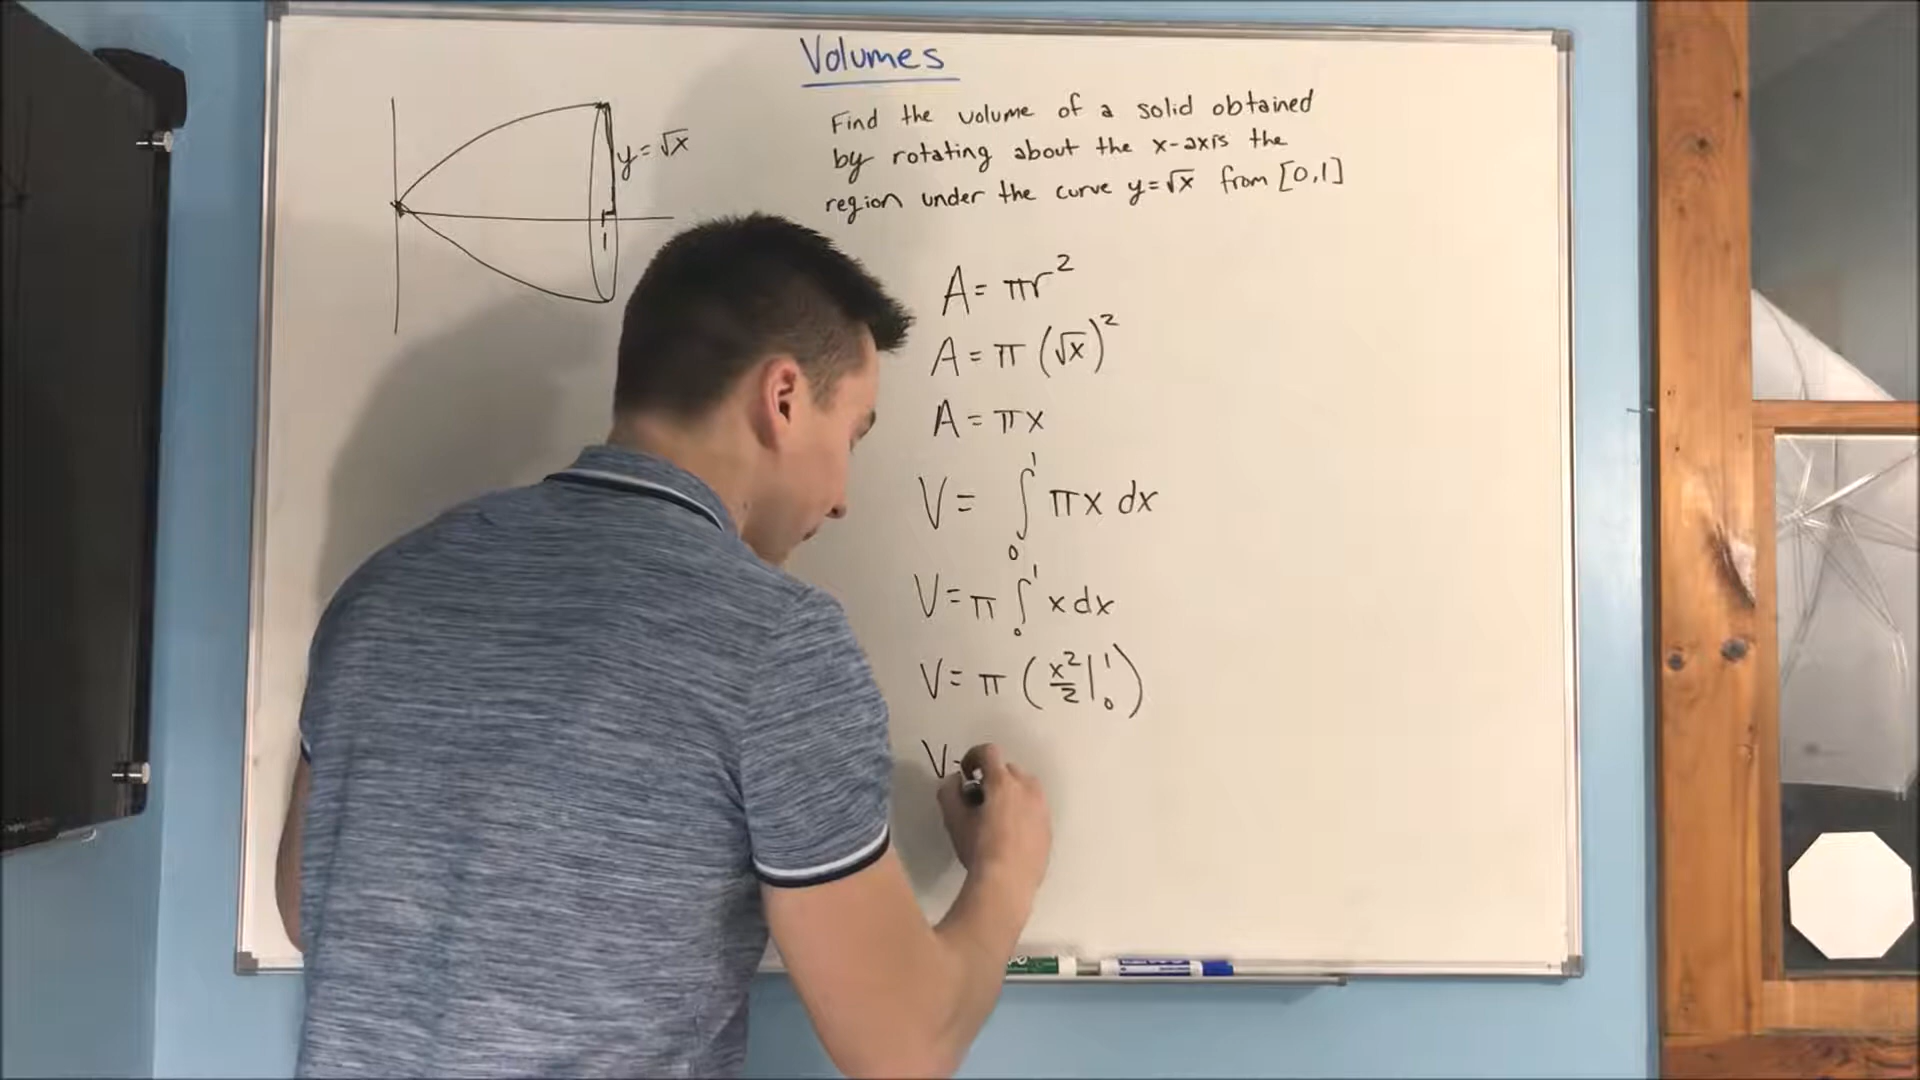 Volumes
y=√x
1
Find the volume of a solid obtained
by rotating about the x-axis the
region under the curve y=√x from [0,1]
A = πr²
A = π (√x)²
A = πx
V = ∫₀¹ πx dx
V = π ∫₀¹ x dx
V = π (x²/2 |₀¹)
V=